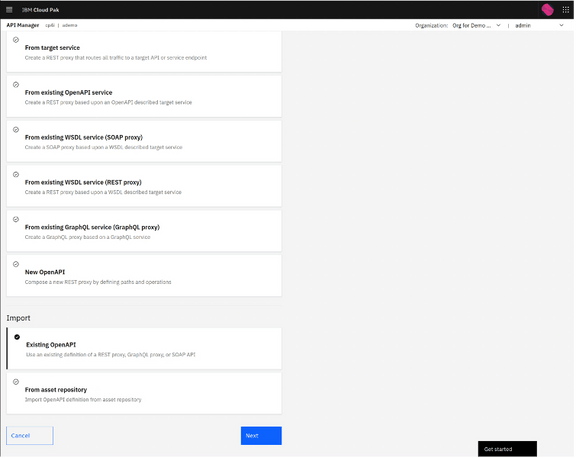 IBM Cloud Pak
API Manager cp4i | ademo
Organization: Org for Demo ... | admin
From target service
Create a REST proxy that routes all traffic to a target API or service endpoint
From existing OpenAPI service
Create a REST proxy based upon an OpenAPI described target service
From existing WSDL service (SOAP proxy)
Create a SOAP proxy based upon a WSDL described target service
From existing WSDL service (REST proxy)
Create a REST proxy based upon a WSDL described target service
From existing GraphQL service (GraphQL proxy)
Create a GraphQL proxy based on a GraphQL service
New OpenAPI
Compose a new REST proxy by defining paths and operations
Import
Existing OpenAPI
Use an existing definition of a REST proxy, GraphQL proxy, or SOAP API
From asset repository
Import OpenAPI definition from asset repository
Cancel
Next
Get started